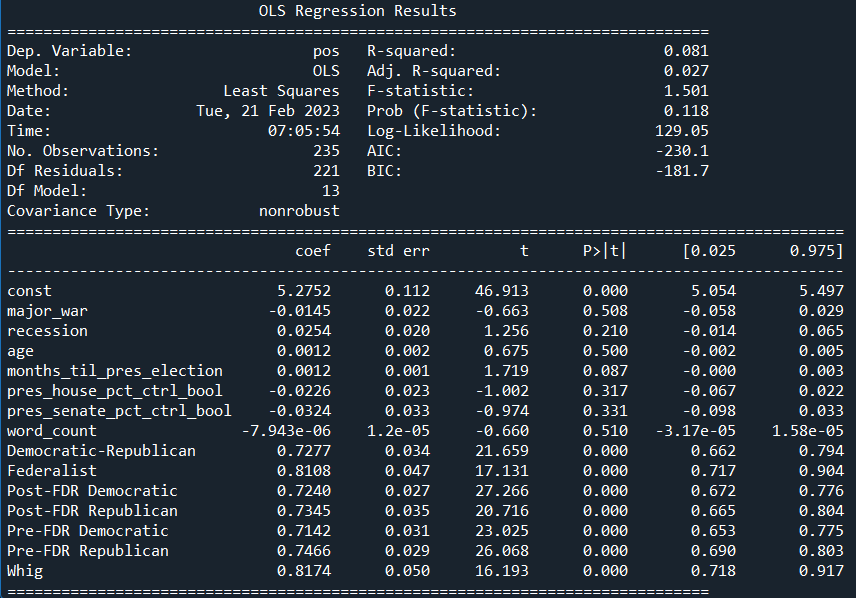 OLS Regression Results
==============================================================================
Dep. Variable: pos R-squared: 0.081
Model: OLS Adj. R-squared: 0.027
Method: Least Squares F-statistic: 1.501
Date: Tue, 21 Feb 2023 Prob (F-statistic): 0.118
Time: 07:05:54 Log-Likelihood: 129.05
No. Observations: 235 AIC: -230.1
Df Residuals: 221 BIC: -181.7
Df Model: 13
Covariance Type: nonrobust
==============================================================================================
coef std err t P>|t| [0.025 0.975]
----------------------------------------------------------------------------------------------
const 5.2752 0.112 46.913 0.000 5.054 5.497
major_war -0.0145 0.022 -0.663 0.508 -0.058 0.029
recession 0.0254 0.020 1.256 0.210 -0.014 0.065
age 0.0012 0.002 0.675 0.500 -0.002 0.005
months_til_pres_election 0.0012 0.001 1.719 0.087 -0.000 0.003
pres_house_pct_ctrl_bool -0.0226 0.023 -1.002 0.317 -0.067 0.022
pres_senate_pct_ctrl_bool -0.0324 0.033 -0.974 0.331 -0.098 0.033
word_count -7.943e-06 1.2e-05 -0.660 0.510 -3.17e-05 1.58e-05
Democratic-Republican 0.7277 0.034 21.659 0.000 0.662 0.794
Federalist 0.8108 0.047 17.131 0.000 0.717 0.904
Post-FDR Democratic 0.7240 0.027 27.266 0.000 0.672 0.776
Post-FDR Republican 0.7345 0.035 20.716 0.000 0.665 0.804
Pre-FDR Democratic 0.7142 0.031 23.025 0.000 0.653 0.775
Pre-FDR Republican 0.7466 0.029 26.068 0.000 0.690 0.803
Whig 0.8174 0.050 16.193 0.000 0.718 0.917
==============================================================================